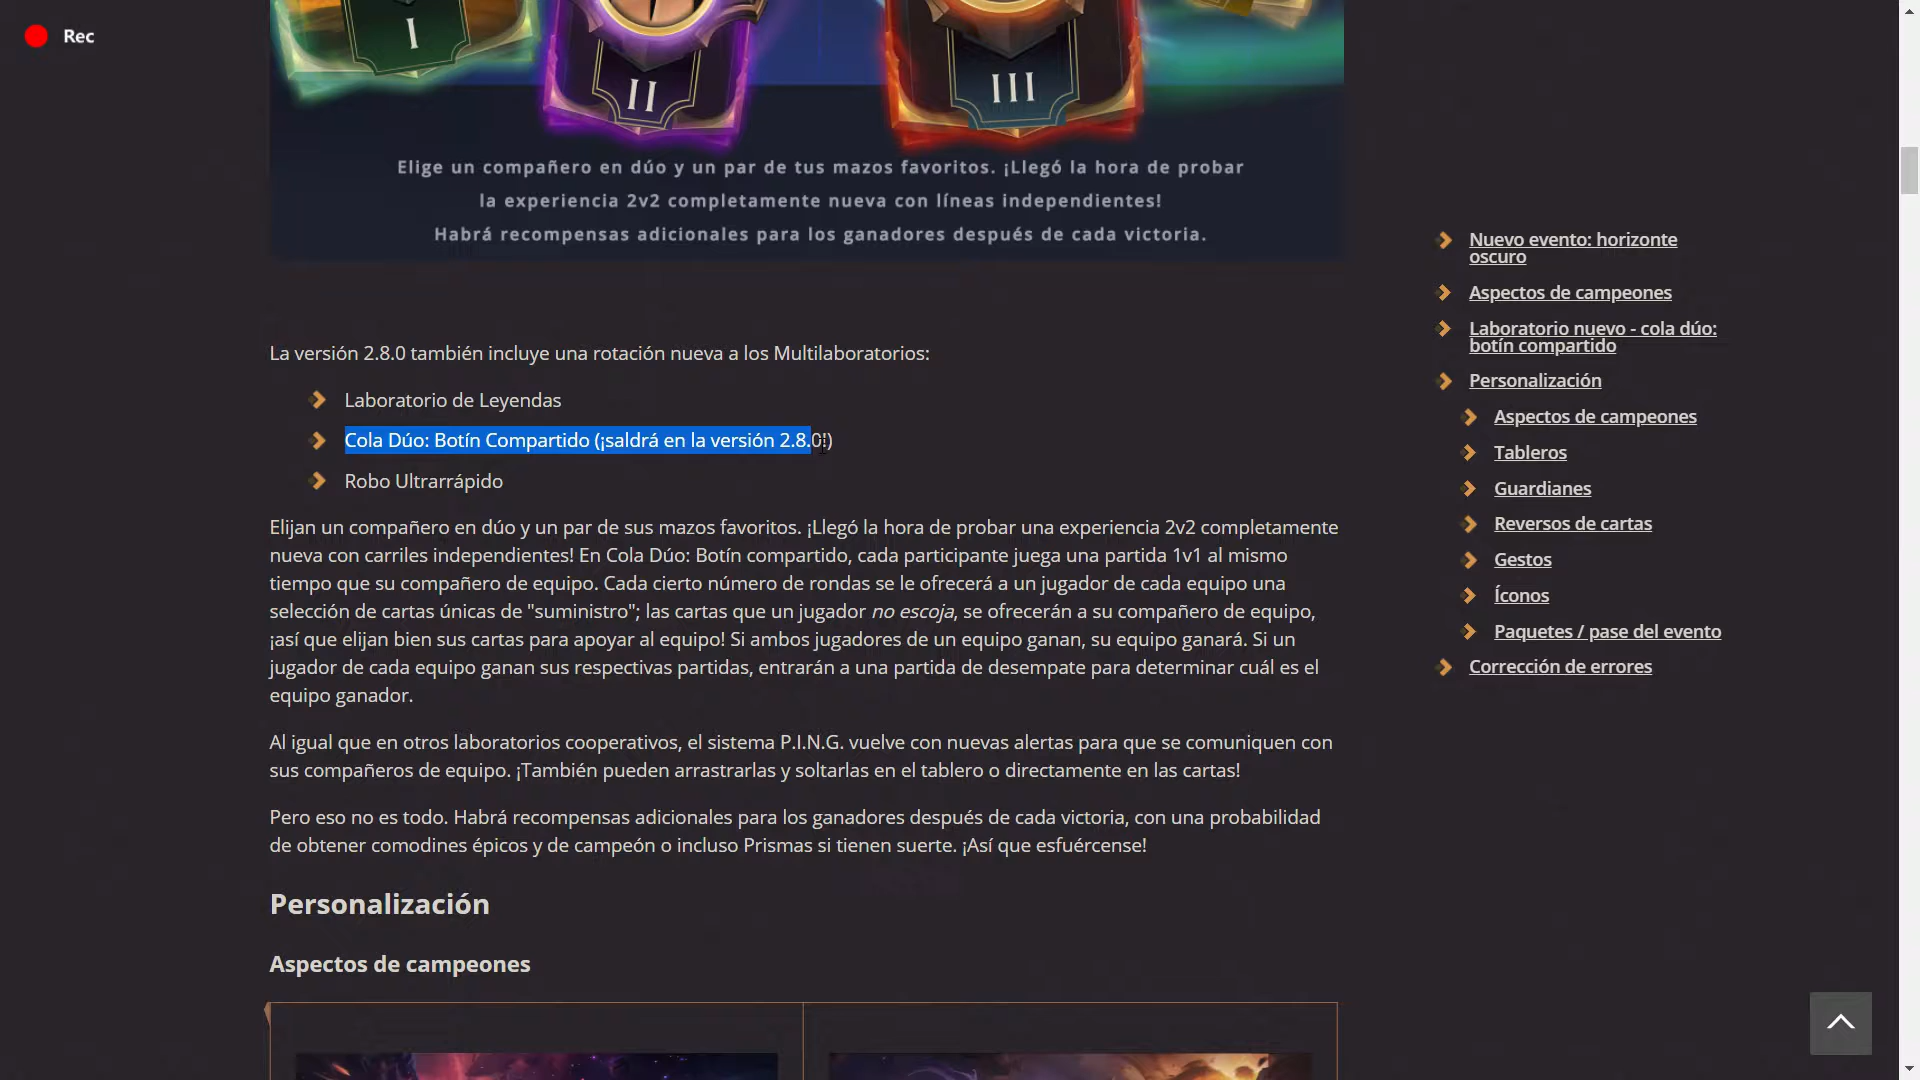 Rec
I
II
III
Elige un compañero en dúo y un par de tus mazos favoritos. ¡Llegó la hora de probar
la experiencia 2v2 completamente nueva con líneas independientes!
Habrá recompensas adicionales para los ganadores después de cada victoria.
La versión 2.8.0 también incluye una rotación nueva a los Multilaboratorios:
Laboratorio de Leyendas
Cola Dúo: Botín Compartido (¡saldrá en la versión 2.8.0!)
Robo Ultrarrápido
Elijan un compañero en dúo y un par de sus mazos favoritos. ¡Llegó la hora de probar una experiencia 2v2 completamente
nueva con carriles independientes! En Cola Dúo: Botín compartido, cada participante juega una partida 1v1 al mismo
tiempo que su compañero de equipo. Cada cierto número de rondas se le ofrecerá a un jugador de cada equipo una
selección de cartas únicas de "suministro"; las cartas que un jugador no escoja, se ofrecerán a su compañero de equipo,
¡así que elijan bien sus cartas para apoyar al equipo! Si ambos jugadores de un equipo ganan, su equipo ganará. Si un
jugador de cada equipo ganan sus respectivas partidas, entrarán a una partida de desempate para determinar cuál es el
equipo ganador.
Al igual que en otros laboratorios cooperativos, el sistema P.I.N.G. vuelve con nuevas alertas para que se comuniquen con
sus compañeros de equipo. ¡También pueden arrastrarlas y soltarlas en el tablero o directamente en las cartas!
Pero eso no es todo. Habrá recompensas adicionales para los ganadores después de cada victoria, con una probabilidad
de obtener comodines épicos y de campeón o incluso Prismas si tienen suerte. ¡Así que esfuércense!
Personalización
Aspectos de campeones
Nuevo evento: horizonte
oscuro
Aspectos de campeones
Laboratorio nuevo - cola dúo:
botín compartido
Personalización
Aspectos de campeones
Tableros
Guardianes
Reversos de cartas
Gestos
Íconos
Paquetes / pase del evento
Corrección de errores